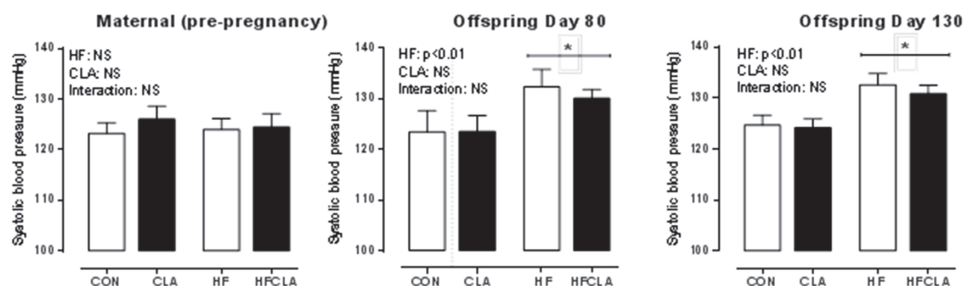 Maternal (pre-pregnancy)
HF: NS
CLA: NS
Interaction: NS
Systolic blood pressure (mmHg)
140
130
120
110
100
CON CLA HF HFCLA
Offspring Day 80
HF: p<0.01
CLA: NS
Interaction: NS
*
Systolic blood pressure (mmHg)
140
130
120
110
100
CON CLA HF HFCLA
Offspring Day 130
HF: p<0.01
CLA: NS
Interaction: NS
*
Systolic blood pressure (mmHg)
140
130
120
110
100
CON CLA HF HFCLA